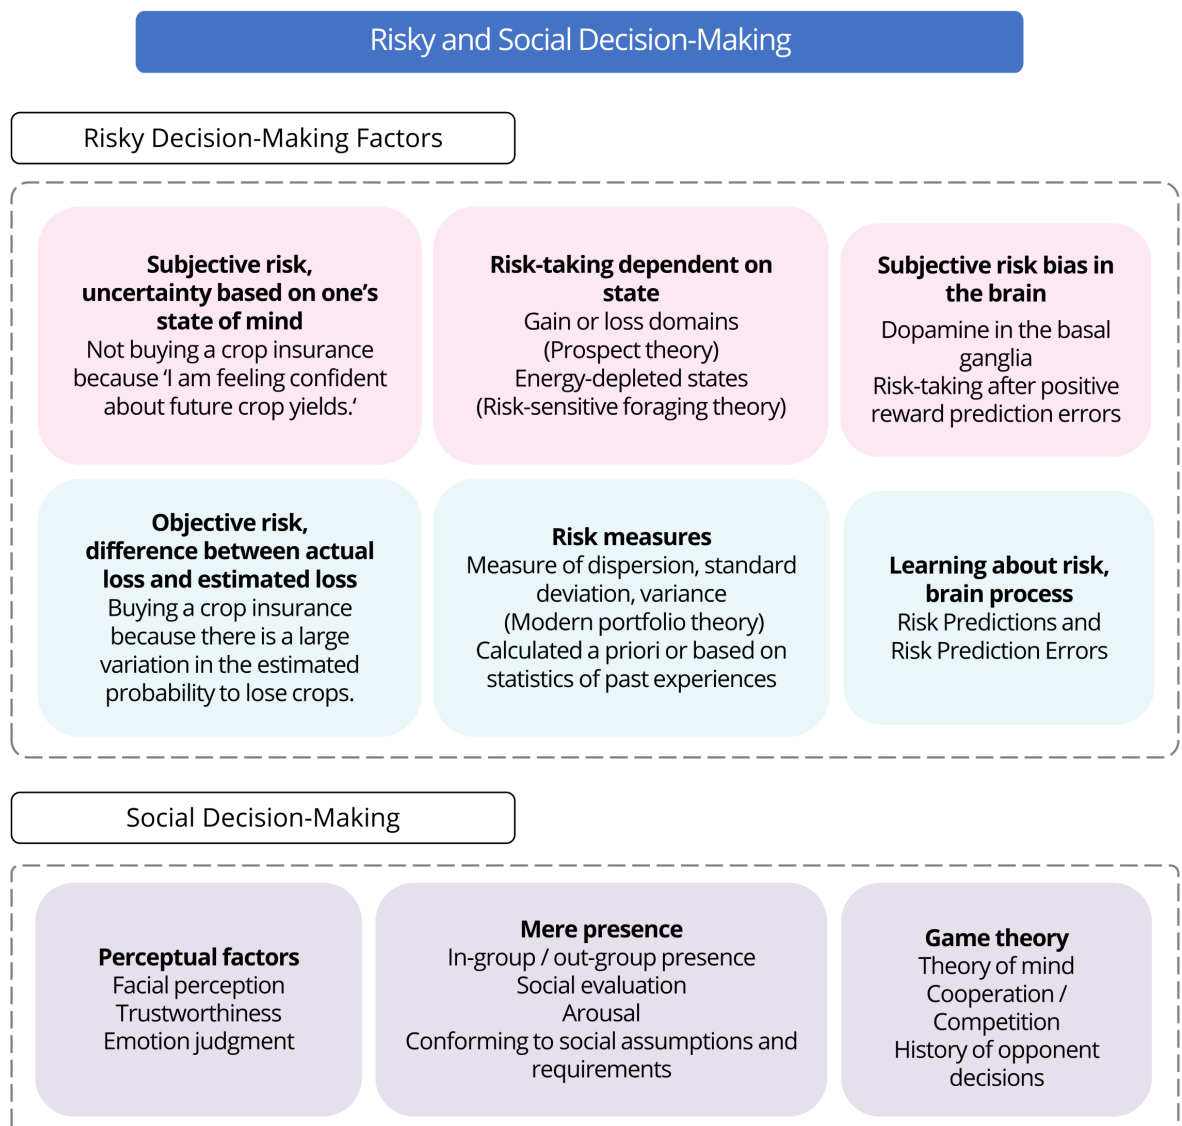 Risky and Social Decision-Making
Risky Decision-Making Factors
Subjective risk,
uncertainty based on one’s
state of mind
Not buying a crop insurance
because ‘I am feeling confident
about future crop yields.‘
Risk-taking dependent on
state
Gain or loss domains
(Prospect theory)
Energy-depleted states
(Risk-sensitive foraging theory)
Subjective risk bias in
the brain
Dopamine in the basal
ganglia
Risk-taking after positive
reward prediction errors
Objective risk,
difference between actual
loss and estimated loss
Buying a crop insurance
because there is a large
variation in the estimated
probability to lose crops.
Risk measures
Measure of dispersion, standard
deviation, variance
(Modern portfolio theory)
Calculated a priori or based on
statistics of past experiences
Learning about risk,
brain process
Risk Predictions and
Risk Prediction Errors
Social Decision-Making
Perceptual factors
Facial perception
Trustworthiness
Emotion judgment
Mere presence
In-group / out-group presence
Social evaluation
Arousal
Conforming to social assumptions and
requirements
Game theory
Theory of mind
Cooperation /
Competition
History of opponent
decisions